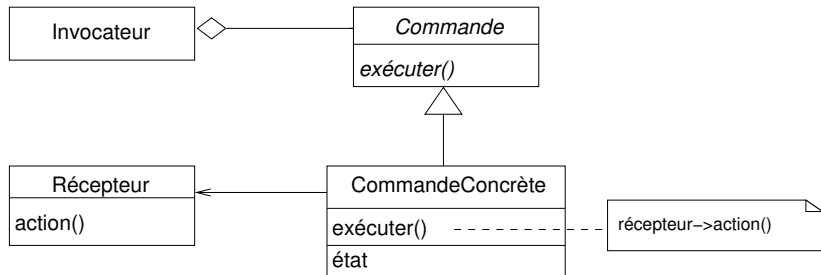 Invocateur
Commande
exécuter()
Récepteur
action()
CommandeConcrète
exécuter()
état
récepteur->action()